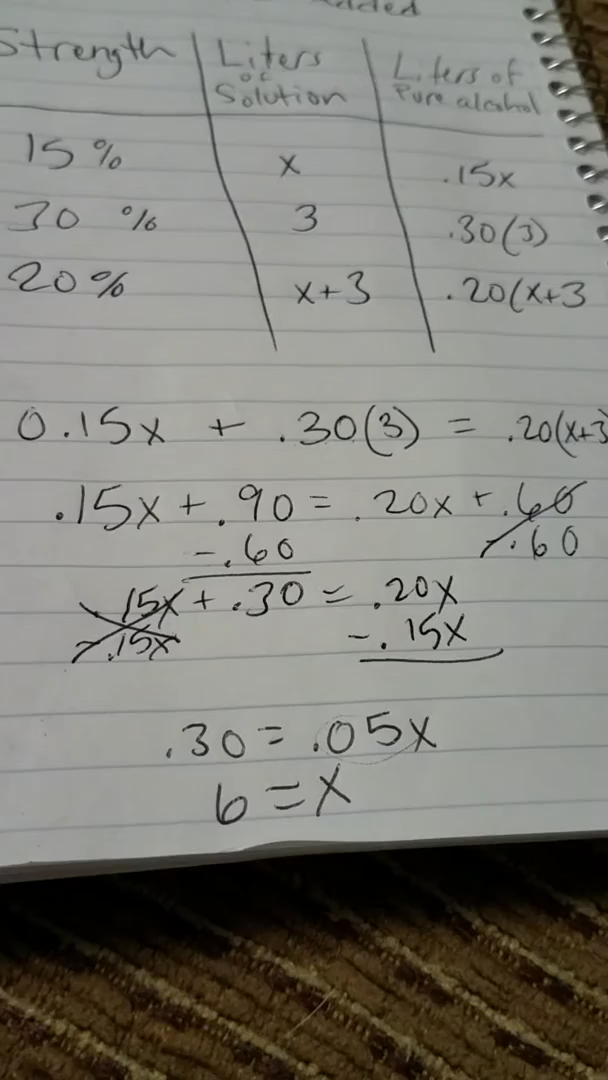 added
Strength | Liters of Solution | Liters of Pure alcohol
15% | x | .15x
30 % | 3 | .30(3)
20% | x+3 | .20(x+3
0.15x + .30(3) = .20(x+3)
.15x + .90 = .20x + .60
-.60 -.60
.15x + .30 = .20x
-.15x -.15x
.30 = .05x
6 = x